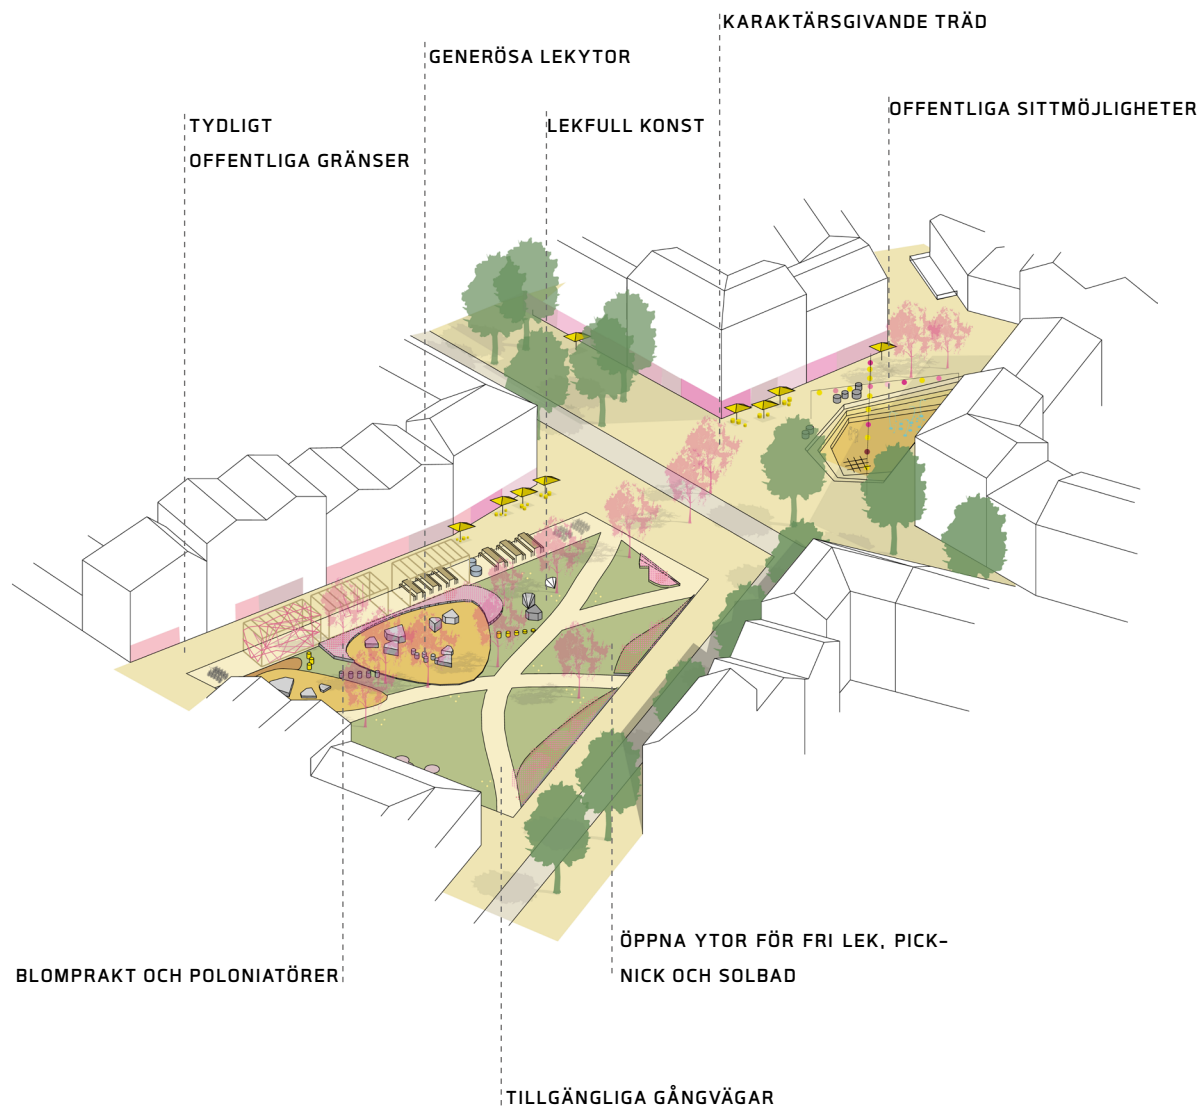 KARAKTÄRSGIVANDE TRÄD
GENERÖSA LEKYTOR
OFFENTLIGA SITTMÖJLIGHETER
TYDLIGT
OFFENTLIGA GRÄNSER
LEKFULL KONST
ÖPPNA YTOR FÖR FRI LEK, PICK-
NICK OCH SOLBAD
BLOMPRAKT OCH POLONIATÖRER
TILLGÄNGLIGA GÅNGVÄGAR